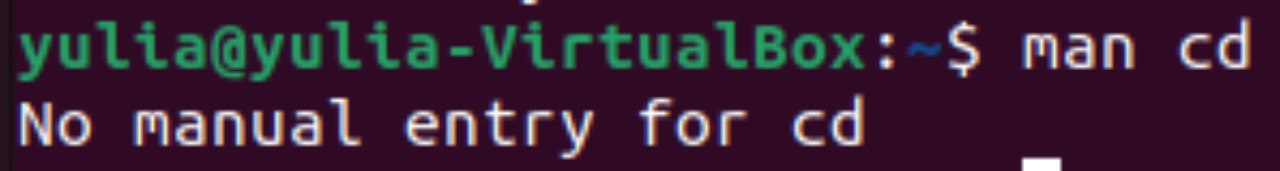 yulia@yulia-VirtualBox:~$ man cd
No manual entry for cd